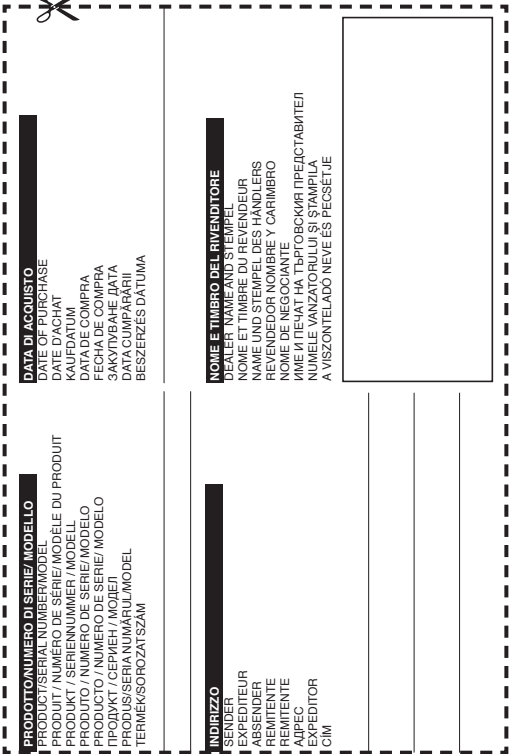 PRODOTTO/NUMERO DI SERIE/ MODELLO
PRODUCT/SERIAL NUMBER/MODEL
PRODUIT / NUMÉRO DE SÉRIE/ MODÈLE DU PRODUIT
PRODUKT / SERIENNUMMER / MODELL
PRODUTO / NUMERO DE SERIE/ MODELO
PRODUCTO / NUMERO DE SERIE/ MODELO
ПРОДУКТ / СЕРИЕН / МОДЕЛ
PRODUS/SERIA NUMĂRUL/MODEL
TERMÉK/SOROZATSZÁM
DATA DI ACQUISTO
DATE OF PURCHASE
DATE D'ACHAT
KAUFDATUM
DATA DE COMPRA
FECHA DE COMPRA
ЗАКУПУВАНЕ ДАТА
DATA CUMPĂRĂRII
BESZERZÉS DÁTUMA
INDIRIZZO
SENDER
EXPEDITEUR
ABSENDER
REMITENTE
REMITENTE
АДРЕС
EXPEDITOR
CÍM
NOME E TIMBRO DEL RIVENDITORE
DEALER NAME AND STEMPEL
NOME ET TIMBRE DU REVENDEUR
NAME UND STEMPEL DES HÄNDLERS
REVENDEDOR NOMBRE Y CARIMBRO
NOME DE NEGOCIANTE
ИМЕ И ПЕЧАТ НА ТЪРГОВСКИЯ ПРЕДСТАВИТЕЛ
NUMELE VANZATORULUI ŞI ŞTAMPILA
A VISZONTELADÓ NEVE ÉS PECSÉTJE